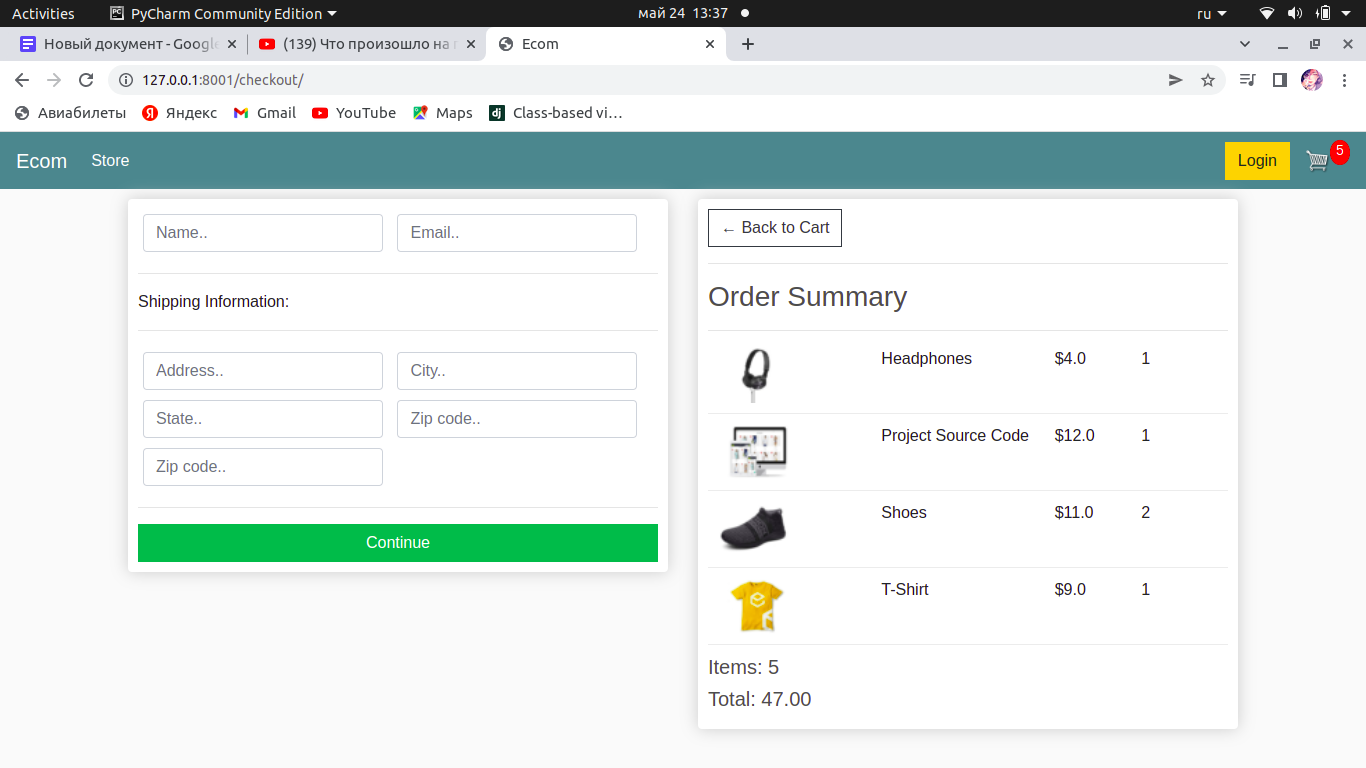 Activities PyCharm Community Edition май 24 13:37 ru
Новый документ - Google (139) Что произошло на Ecom
127.0.0.1:8001/checkout/
Авиабилеты Яндекс Gmail YouTube Maps Class-based vi…
Ecom Store Login 5
Name.. Email..
Shipping Information:
Address.. City..
State.. Zip code..
Zip code..
Continue
← Back to Cart
Order Summary
Headphones $4.0 1
Project Source Code $12.0 1
Shoes $11.0 2
T-Shirt $9.0 1
Items: 5
Total: 47.00